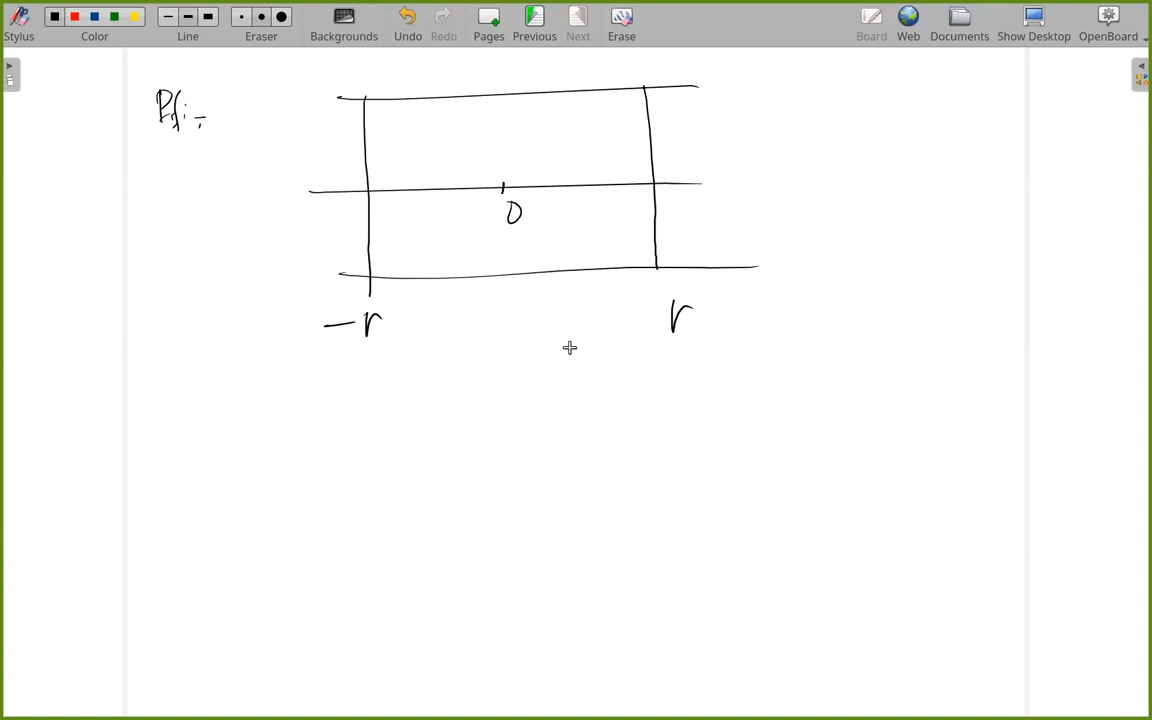 Stylus Color Line Eraser Backgrounds Undo Redo Pages Previous Next Erase Board Web Documents Show Desktop OpenBoard
Pf:-
0
-r r